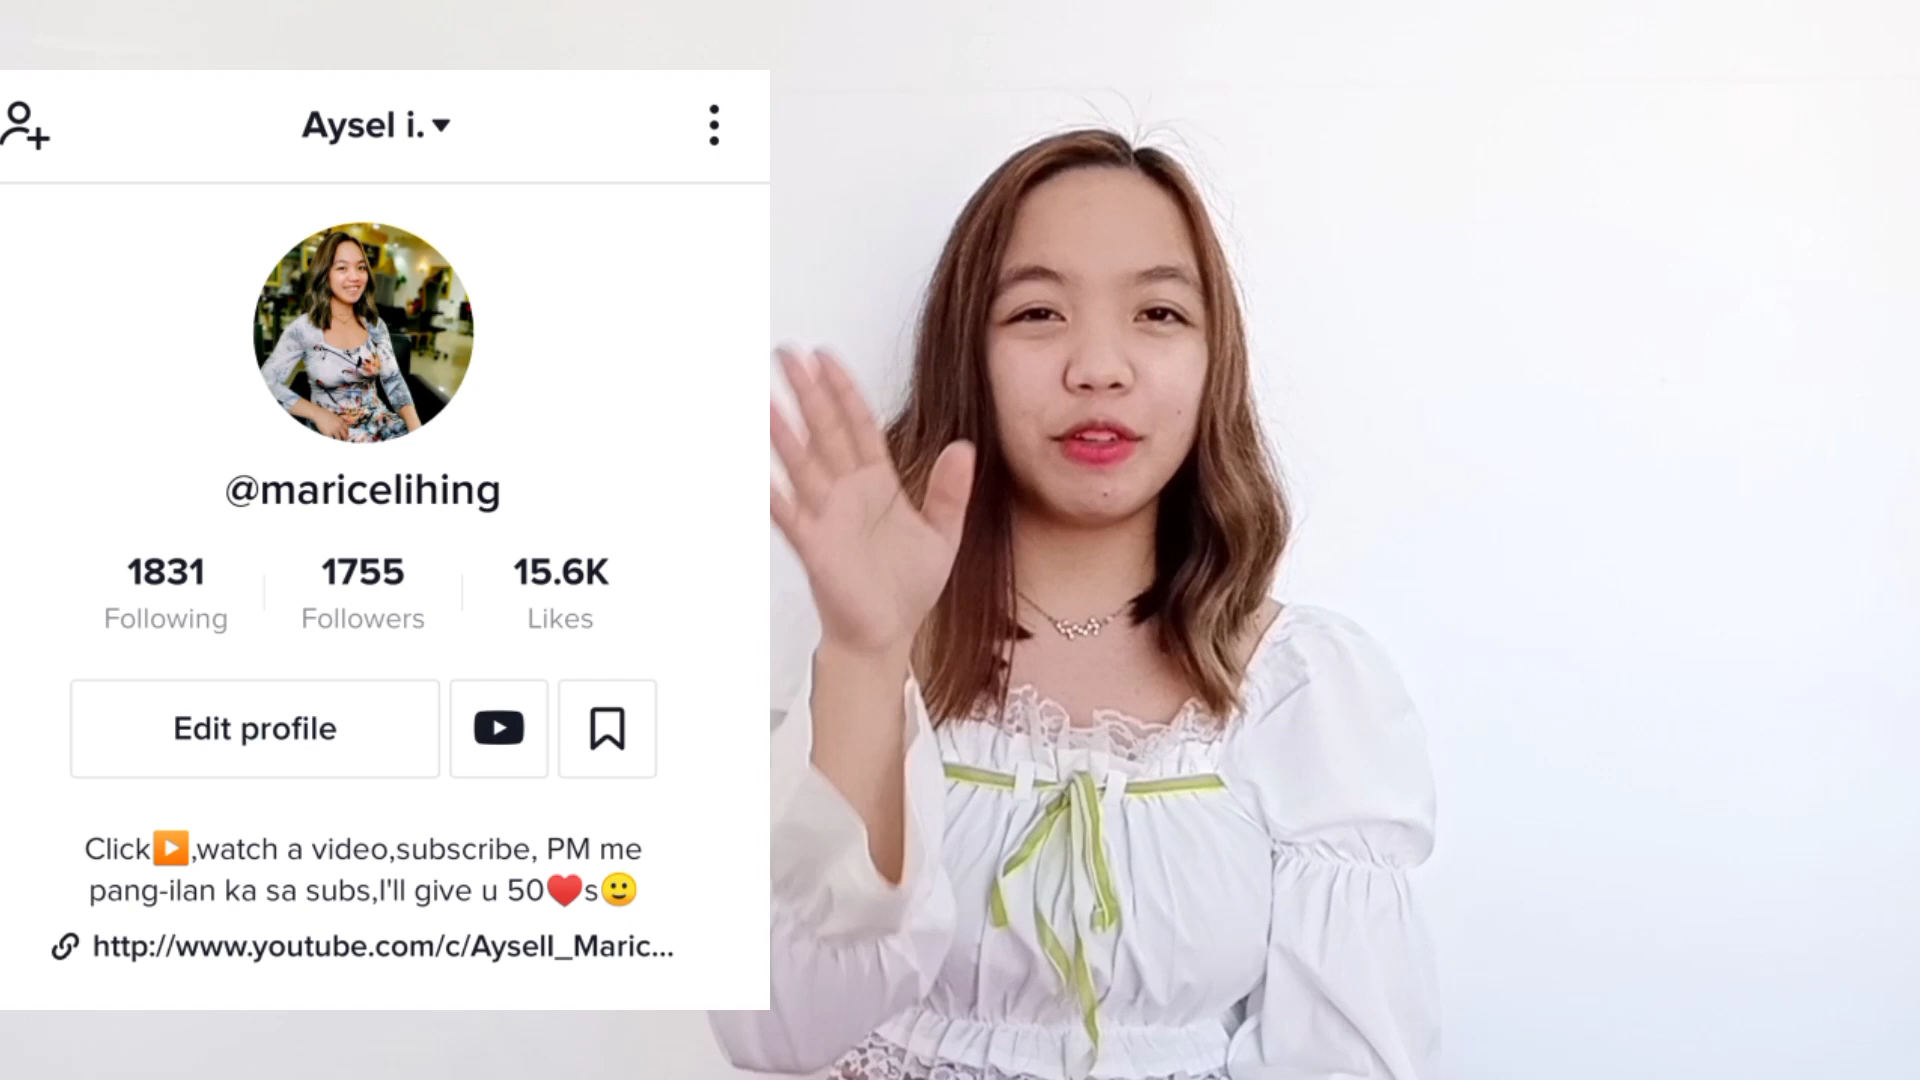 Aysel i.
@maricelihing
1831 1755 15.6K
Following Followers Likes
Edit profile
Click▶️,watch a video,subscribe, PM me
pang-ilan ka sa subs,I'll give u 50❤️s🙂
http://www.youtube.com/c/Aysell_Maric...